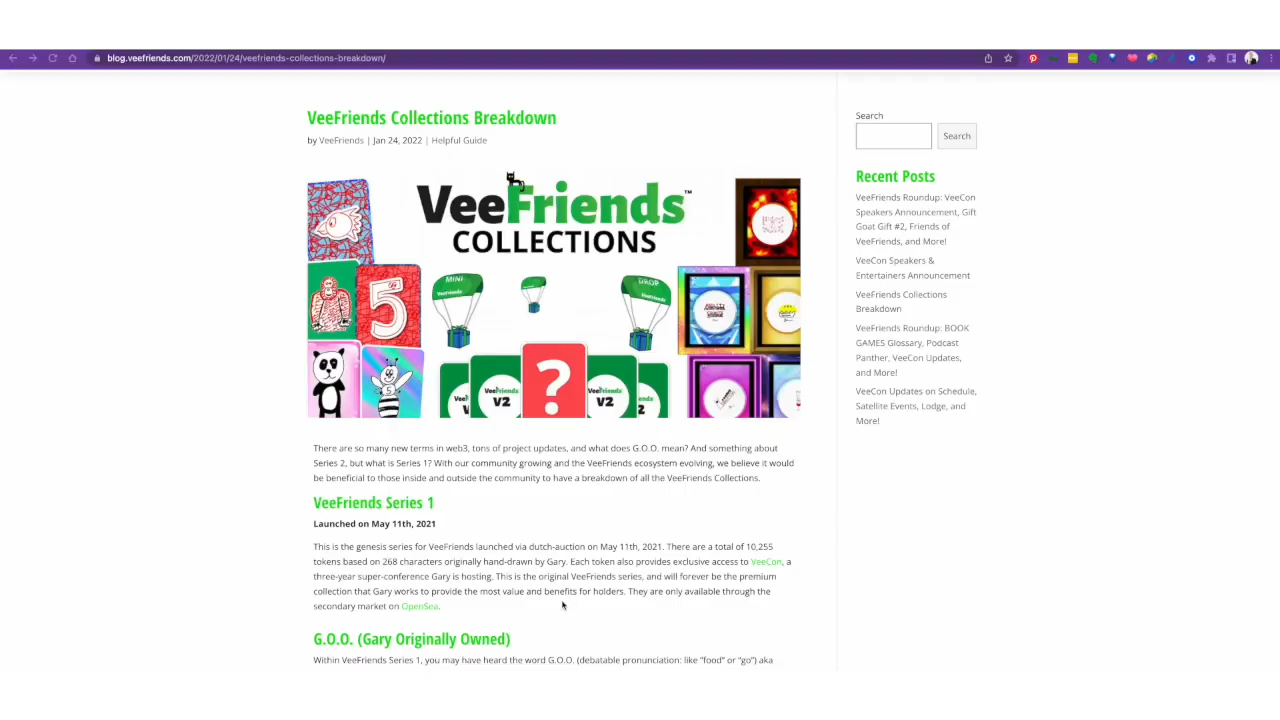 blog.veefriends.com/2022/01/24/veefriends-collections-breakdown/
VeeFriends Collections Breakdown
by VeeFriends | Jan 24, 2022 | Helpful Guide
VeeFriends™
COLLECTIONS
MINI
DROP
VeeFriends
VeeFriends
5
5
?
VeeFriends
V2
VeeFriends
V2
There are so many new terms in web3, tons of project updates, and what does G.O.O. mean? And something about
Series 2, but what is Series 1? With our community growing and the VeeFriends ecosystem evolving, we believe it would
be beneficial to those inside and outside the community to have a breakdown of all the VeeFriends Collections.
VeeFriends Series 1
Launched on May 11th, 2021
This is the genesis series for VeeFriends launched via dutch-auction on May 11th, 2021. There are a total of 10,255
tokens based on 268 characters originally hand-drawn by Gary. Each token also provides exclusive access to VeeCon, a
three-year super-conference Gary is hosting. This is the original VeeFriends series, and will forever be the premium
collection that Gary works to provide the most value and benefits for holders. They are only available through the
secondary market on OpenSea.
G.O.O. (Gary Originally Owned)
Within VeeFriends Series 1, you may have heard the word G.O.O. (debatable pronunciation: like "food" or "go") aka
Search
Search
Recent Posts
VeeFriends Roundup: VeeCon
Speakers Announcement, Gift
Goat Gift #2, Friends of
VeeFriends, and More!
VeeCon Speakers &
Entertainers Announcement
VeeFriends Collections
Breakdown
VeeFriends Roundup: BOOK
GAMES Glossary, Podcast
Panther, VeeCon Updates,
and More!
VeeCon Updates on Schedule,
Satellite Events, Lodge, and
More!